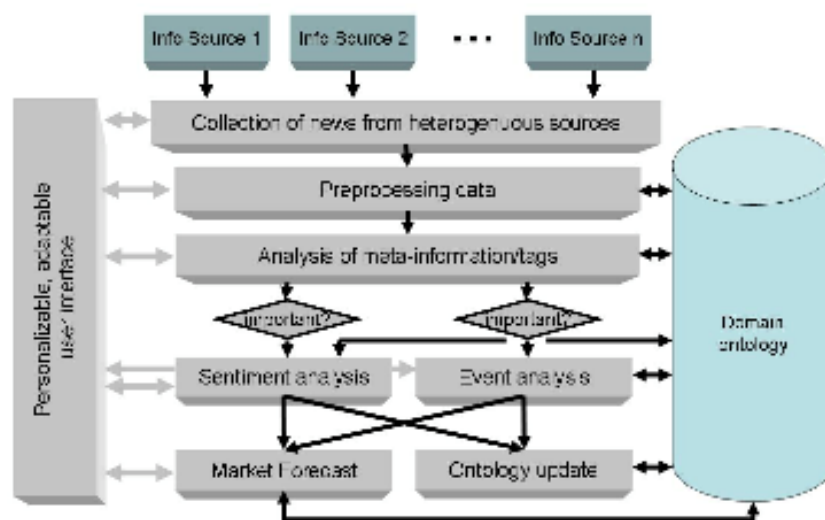 Info Source 1
Info Source 2
...
Info Source n
Collection of news from heterogenuous sources
Preprocessing data
Analysis of meta-information/tags
important?
important?
Sentiment analysis
Event analysis
Market Forecast
Ontology update
Personalizable, adaptable
user interface
Domain
ontology